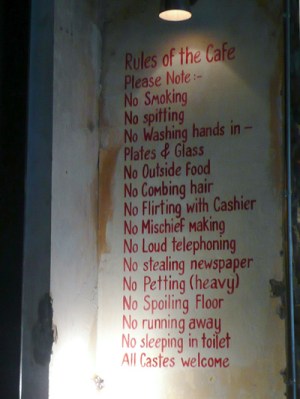 Rules of the Cafe
Please Note :-
No Smoking
No spitting
No Washing hands in -
Plates & Glass
No Outside Food
No Combing hair
No Flirting with Cashier
No Mischief making
No Loud telephoning
No stealing newspaper
No Petting (heavy)
No Spoiling Floor
No running away
No sleeping in toilet
All Castes welcome